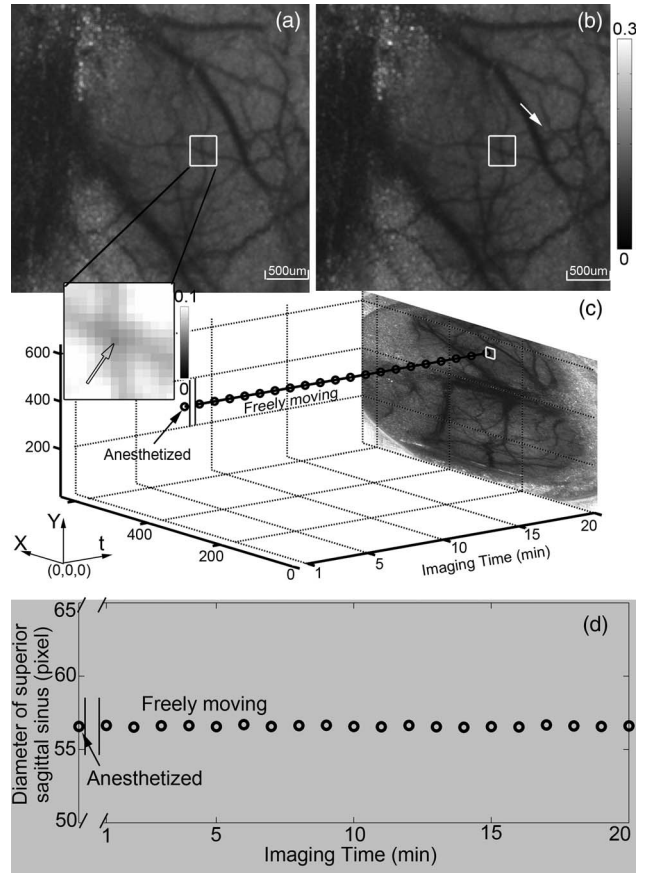 (a)
(b)
0.3
0
500um
500um
0.1
0
(c)
600
400
200
Freely moving
Anesthetized
Y
X
t
(0,0,0)
400
200
0
1
5
10
15
20
Imaging Time (min)
(d)
Diameter of superior
sagittal sinus (pixel)
65
60
55
50
Freely moving
Anesthetized
1
5
10
15
20
Imaging Time (min)